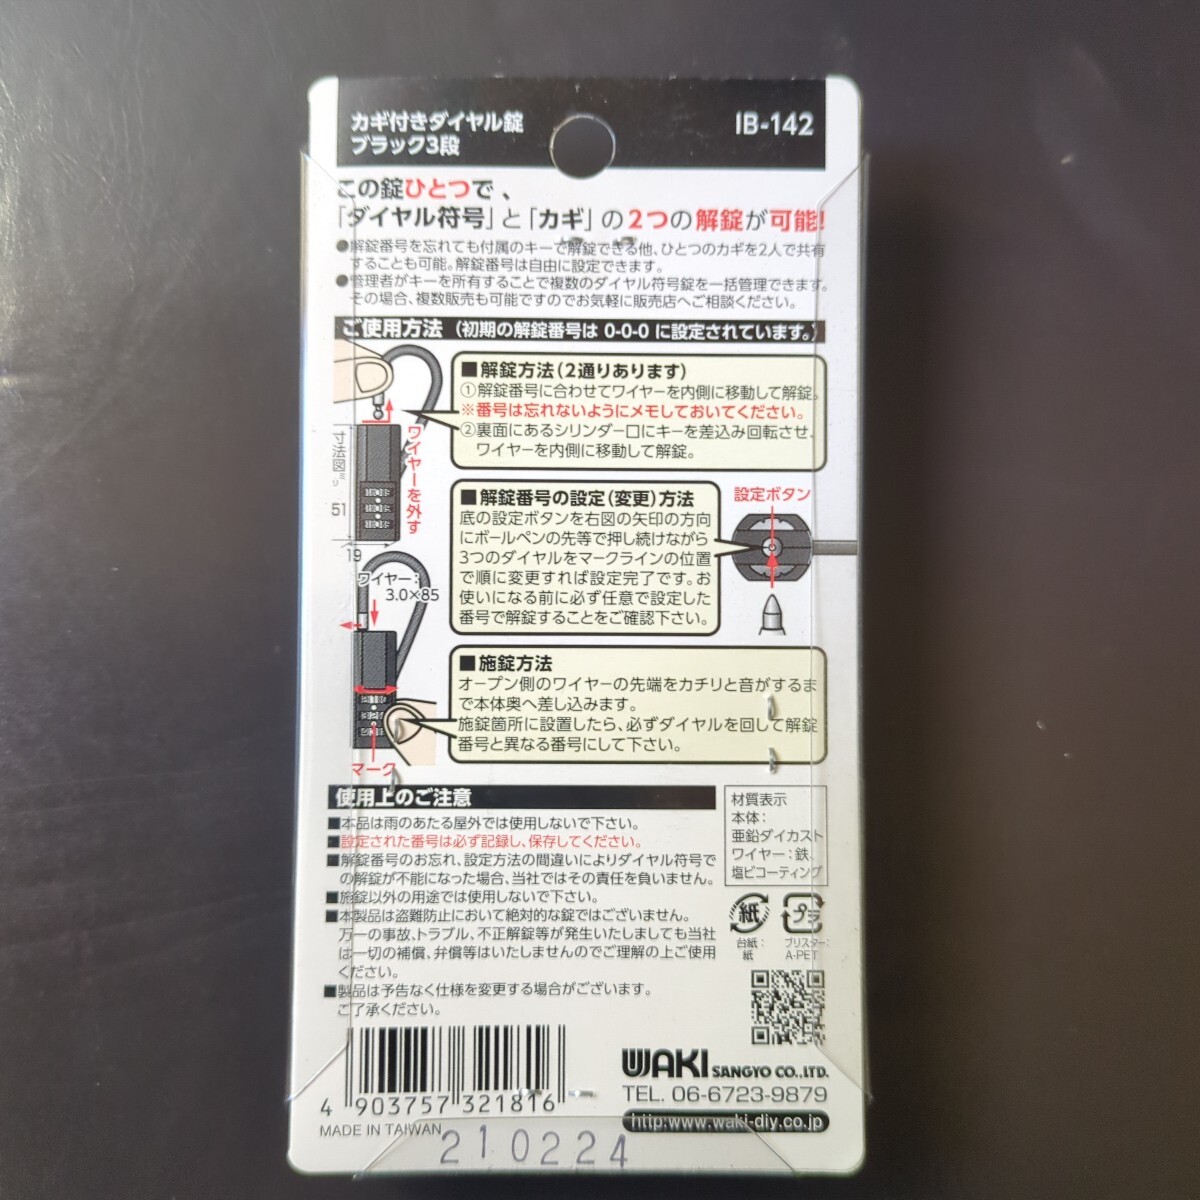 カギ付きダイヤル錠
ブラック3段
IB-142
この錠ひとつで、
「ダイヤル符号」と「カギ」の2つの解錠が可能!
●解錠番号を忘れても付属のキーで解錠できる他、ひとつのカギを2人で共有
することも可能。解錠番号は自由に設定できます。
●管理者がキーを所有することで複数のダイヤル符号錠を一括管理できます。
その場合、複数販売も可能ですのでお気軽に販売店へご相談ください。
ご使用方法 (初期の解錠番号は 0-0-0 に設定されています。)
■解錠方法(2通りあります)
①解錠番号に合わせてワイヤーを内側に移動して解錠。
※番号は忘れないようにメモしておいてください。
②裏面にあるシリンダー口にキーを差込み回転させ、
ワイヤーを内側に移動して解錠。
ワイヤーを外す
寸法図ミリ
51
19
ワイヤー:
3.0×85
■解錠番号の設定(変更)方法
底の設定ボタンを右図の矢印の方向
にボールペンの先等で押し続けながら
3つのダイヤルをマークラインの位置
で順に変更すれば設定完了です。お
使いになる前に必ず任意で設定した
番号で解錠することをご確認下さい。
設定ボタン
■施錠方法
オープン側のワイヤーの先端をカチリと音がするま
で本体奥へ差し込みます。
施錠箇所に設置したら、必ずダイヤルを回して解錠
番号と異なる番号にして下さい。
マーク
使用上のご注意
■本品は雨のあたる屋外では使用しないで下さい。
■設定された番号は必ず記録し、保存してください。
■解錠番号のお忘れ、設定方法の間違いによりダイヤル符号で
の解錠が不能になった場合、当社ではその責任を負いません。
■施錠以外の用途では使用しないで下さい。
■本製品は盗難防止において絶対的な錠ではございません。
万一の事故、トラブル、不正解錠等が発生いたしましても当社
は一切の補償、弁償等はいたしませんのでご理解の上ご使用
ください。
■製品は予告なく仕様を変更する場合がございます。
ご了承ください。
材質表示
本体:
亜鉛ダイカスト
ワイヤー:鉄、
塩ビコーティング
紙
プラ
台紙:
紙
ブリスター:
A-PET
4 903757 321816
MADE IN TAIWAN
WAKI SANGYO CO.,LTD.
TEL. 06-6723-9879
http:www.waki-diy.co.jp
210224